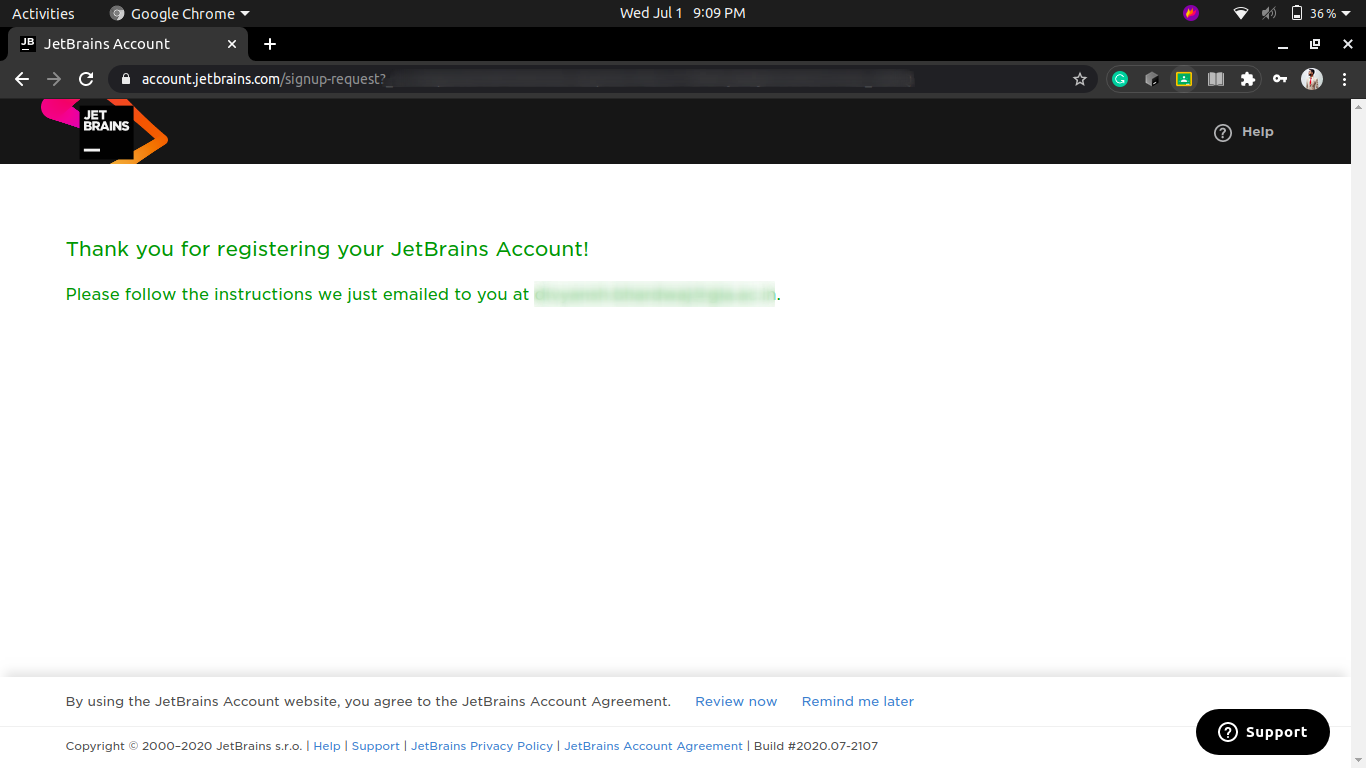 Activities Google Chrome Wed Jul 1 9:09 PM 36 %
JB JetBrains Account
account.jetbrains.com/signup-request?
JET
BRAINS
Help
Thank you for registering your JetBrains Account!
Please follow the instructions we just emailed to you at .
By using the JetBrains Account website, you agree to the JetBrains Account Agreement. Review now Remind me later
Copyright © 2000–2020 JetBrains s.r.o. | Help | Support | JetBrains Privacy Policy | JetBrains Account Agreement | Build #2020.07-2107
Support